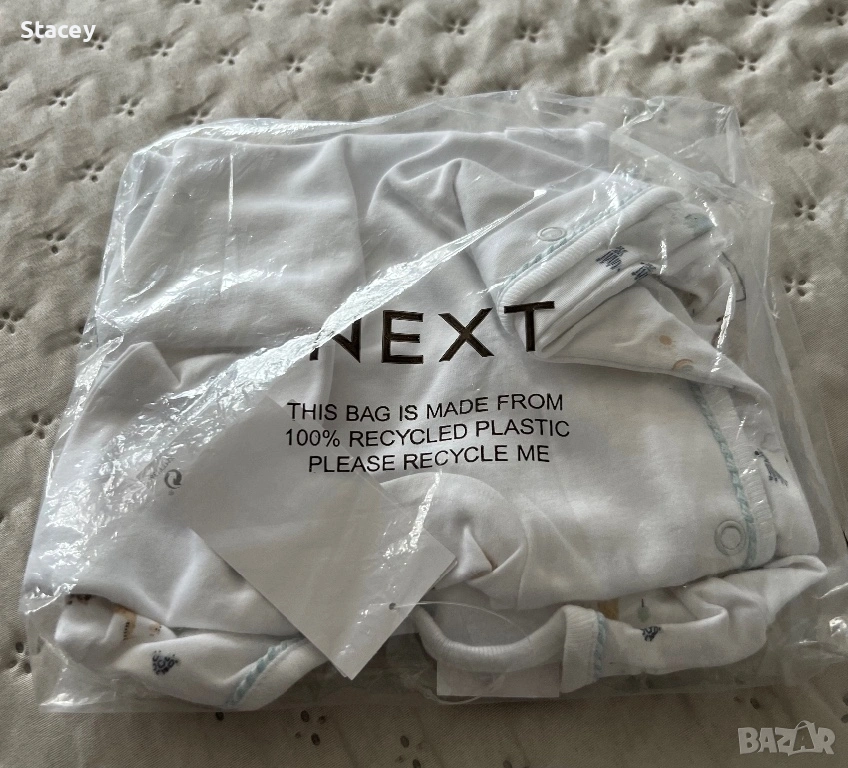 Stacey
NEXT
THIS BAG IS MADE FROM
100% RECYCLED PLASTIC
PLEASE RECYCLE ME
BAZAR